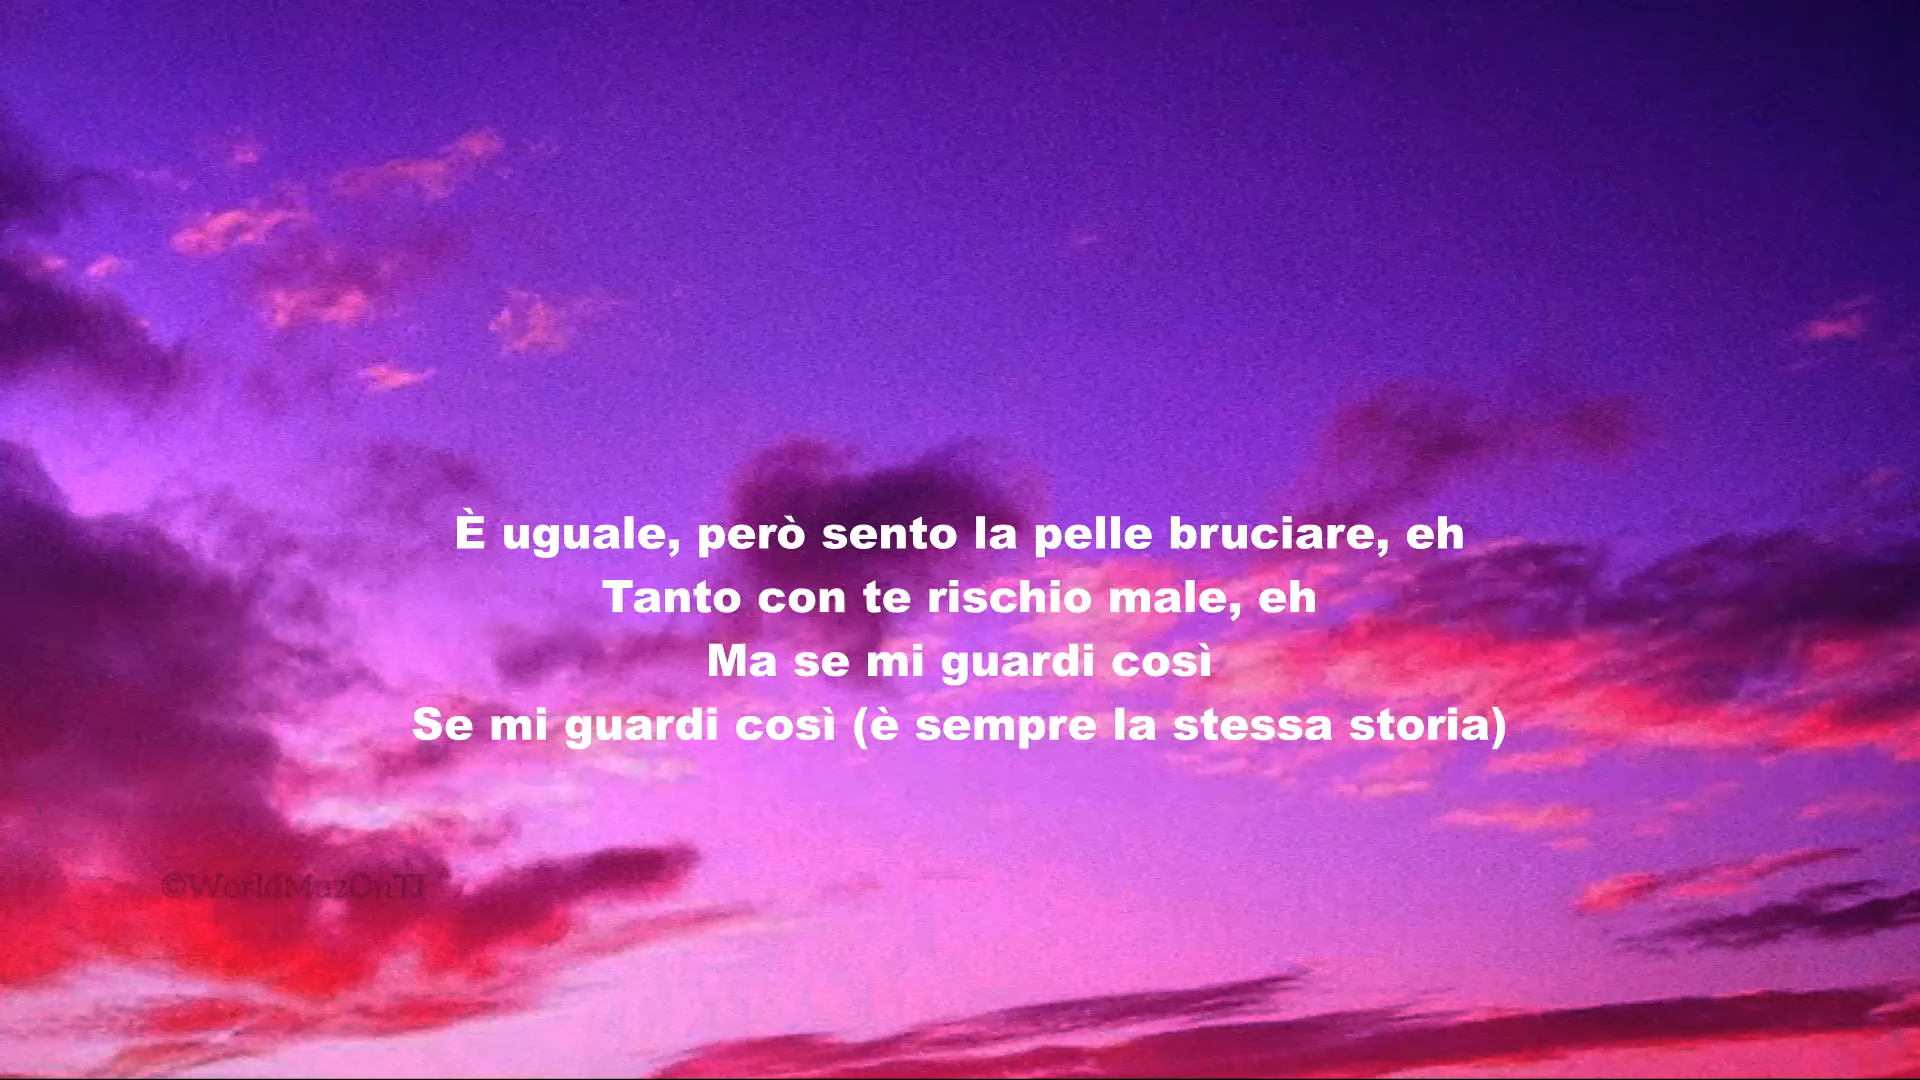 È uguale, però sento la pelle bruciare, eh
Tanto con te rischio male, eh
Ma se mi guardi così
Se mi guardi così (è sempre la stessa storia)